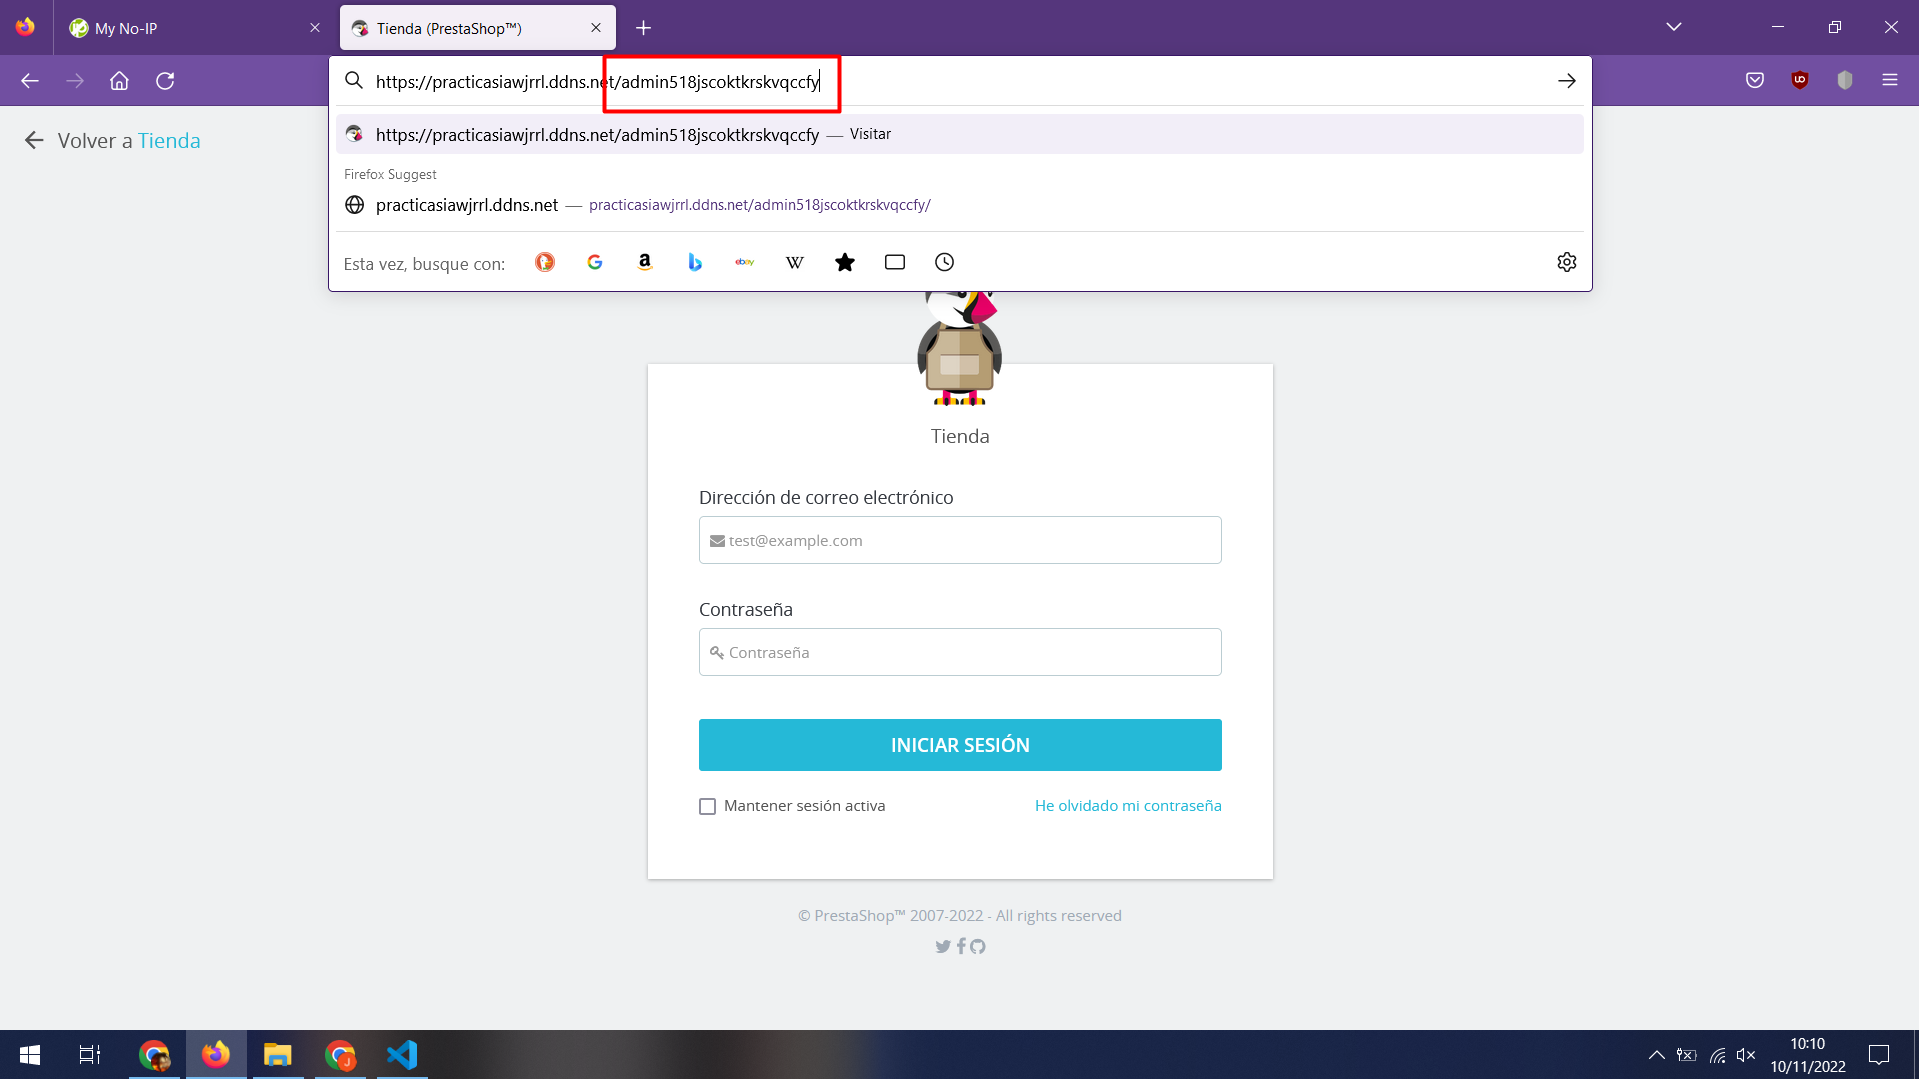 My No-IP
Tienda (PrestaShop™)
https://practicasiawjrrl.ddns.net/admin518jscoktkrskvqccfy
https://practicasiawjrrl.ddns.net/admin518jscoktkrskvqccfy — Visitar
Firefox Suggest
practicasiawjrrl.ddns.net — practicasiawjrrl.ddns.net/admin518jscoktkrskvqccfy/
Esta vez, busque con:
Volver a Tienda
Tienda
Dirección de correo electrónico
test@example.com
Contraseña
Contraseña
INICIAR SESIÓN
Mantener sesión activa
He olvidado mi contraseña
© PrestaShop™ 2007-2022 - All rights reserved
10:10
10/11/2022